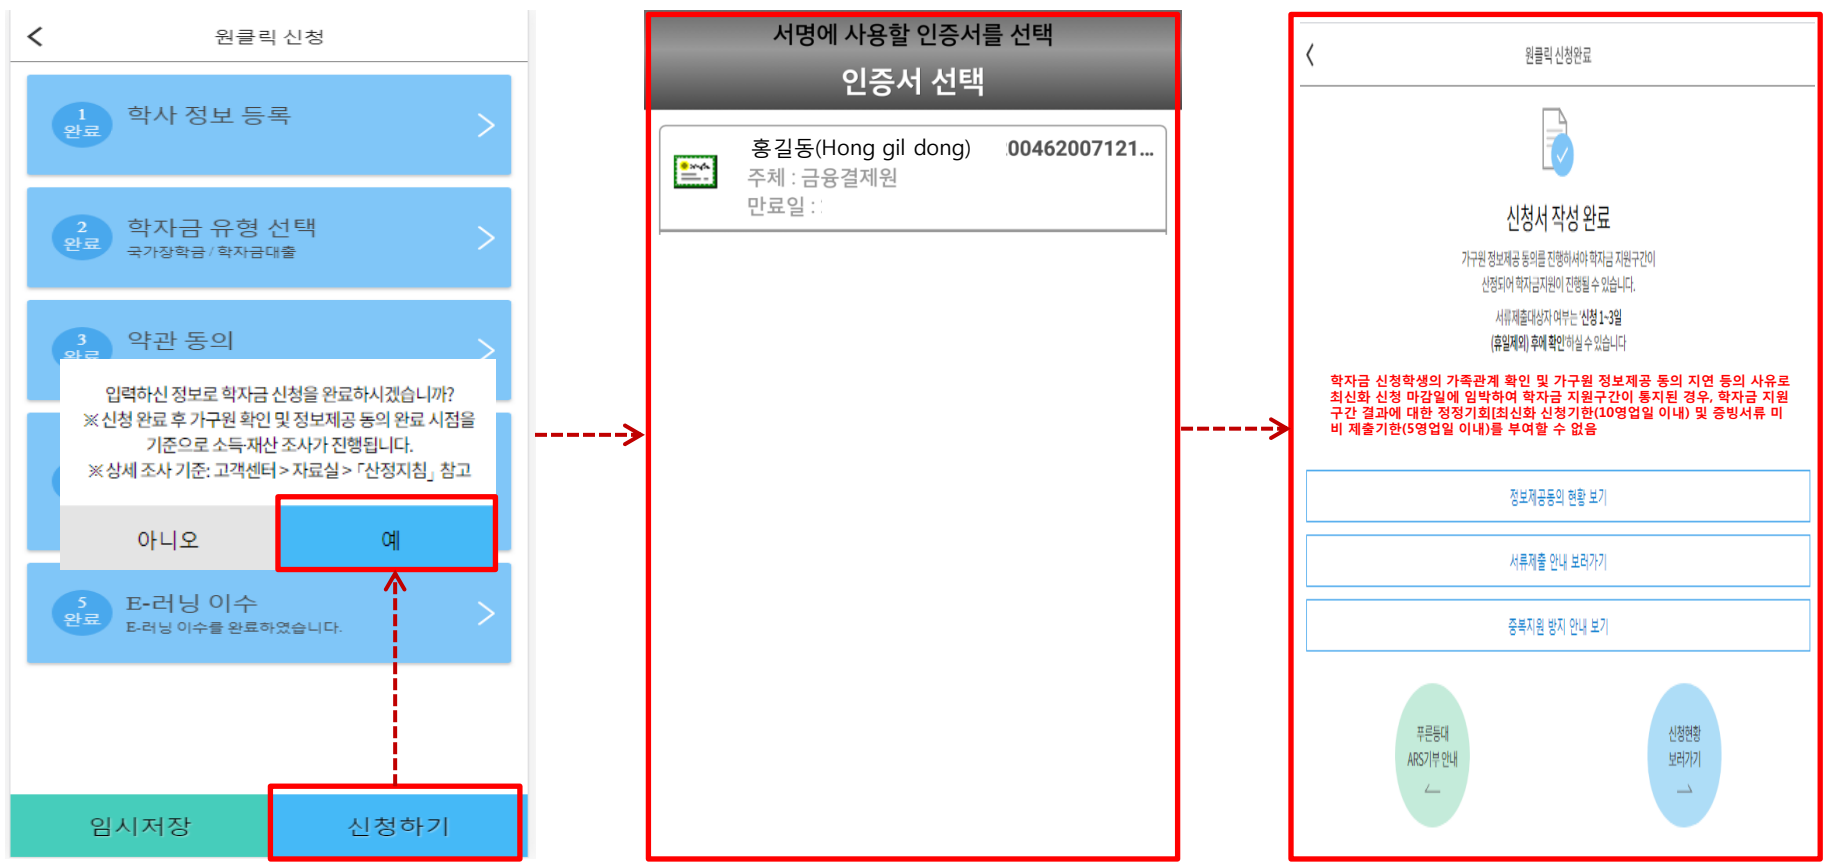 원클릭 신청
1
완료
학사 정보 등록
2
완료
학자금 유형 선택
국가장학금 / 학자금대출
3
완료
약관 동의
입력하신 정보로 학자금 신청을 완료하시겠습니까?
※ 신청 완료 후 가구원 확인 및 정보제공 동의 완료 시점을
기준으로 소득·재산 조사가 진행됩니다.
※ 상세 조사 기준: 고객센터 > 자료실 > 「산정지침」 참고
아니오
예
5
완료
E-러닝 이수
E-러닝 이수를 완료하였습니다.
임시저장
신청하기
서명에 사용할 인증서를 선택
인증서 선택
홍길동(Hong gil dong) 00462007121...
주체 : 금융결제원
만료일 :
원클릭 신청완료
신청서 작성 완료
가구원 정보제공 동의를 진행하셔야 학자금 지원구간이
산정되어 학자금지원이 진행될 수 있습니다.
서류제출대상자 여부는 '신청 1~3일
(휴일제외) 후에 확인'하실 수 있습니다
학자금 신청학생의 가족관계 확인 및 가구원 정보제공 동의 지연 등의 사유로
최신화 신청 마감일에 임박하여 학자금 지원구간이 통지된 경우, 학자금 지원
구간 결과에 대한 정정기회[최신화 신청기한(10영업일 이내) 및 증빙서류 미
비 제출기한(5영업일 이내)를 부여할 수 없음
정보제공동의 현황 보기
서류제출 안내 보러가기
중복지원 방지 안내 보기
푸른등대
ARS기부 안내
신청현황
보러가기